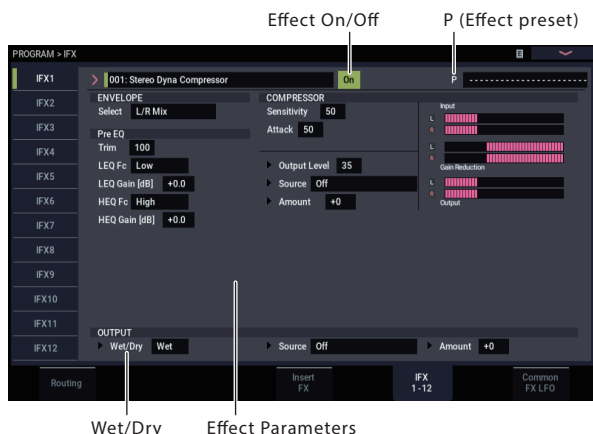 Effect On/Off P (Effect preset)
PROGRAM > IFX E
IFX1 001: Stereo Dyna Compressor On P ----------------------
IFX2 ENVELOPE COMPRESSOR
Select L/R Mix Sensitivity 50 Input
IFX3 Pre EQ Attack 50 L
R
IFX4 Trim 100 L
LEQ Fc Low Output Level 35 R
Gain Reduction
IFX5 LEQ Gain [dB] +0.0 Source Off L
IFX6 HEQ Fc High Amount +0 R
Output
IFX7 HEQ Gain [dB] +0.0
IFX8
IFX9
IFX10
IFX11
OUTPUT
IFX12 Wet/Dry Wet Source Off Amount +0
Routing Insert FX IFX 1-12 Common FX LFO
Wet/Dry Effect Parameters